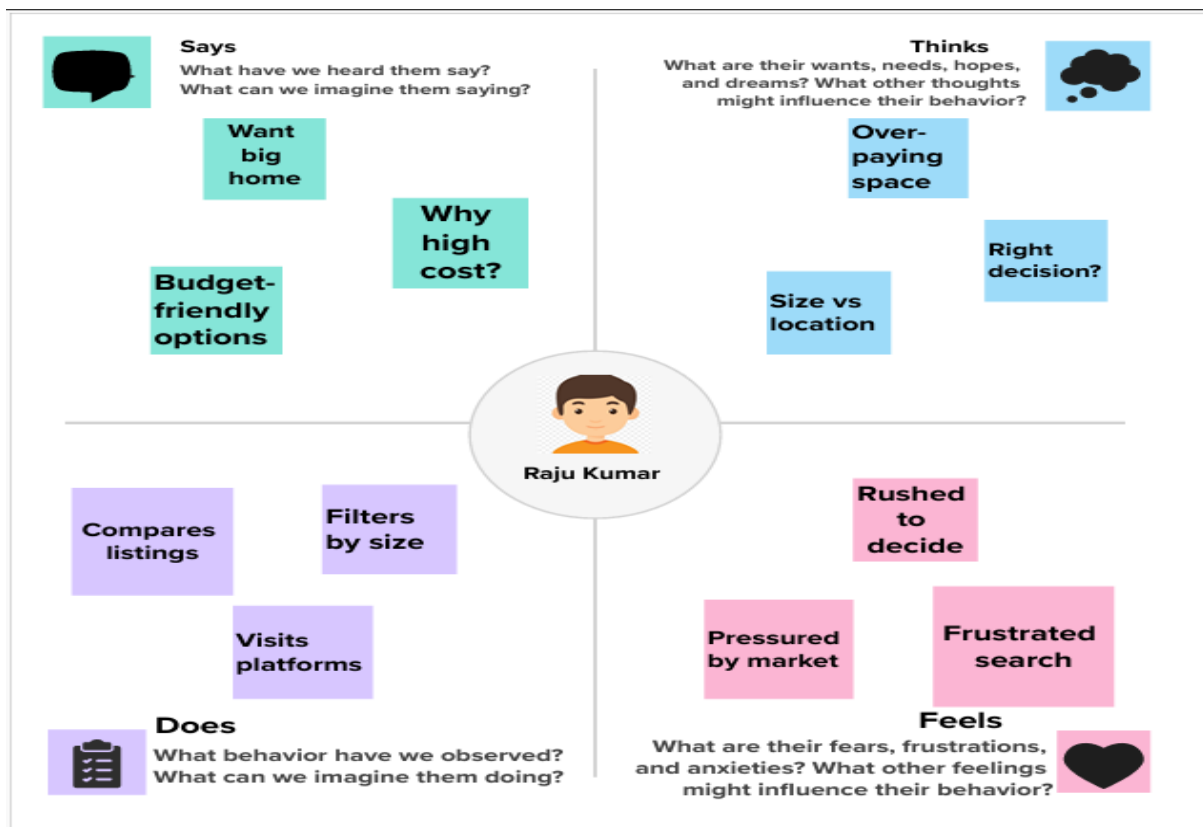 Says
What have we heard them say?
What can we imagine them saying?
Want
big
home
Why
high
cost?
Budget-
friendly
options
Thinks
What are their wants, needs, hopes,
and dreams? What other thoughts
might influence their behavior?
Over-
paying
space
Right
decision?
Size vs
location
Raju Kumar
Compares
listings
Filters
by size
Visits
platforms
Does
What behavior have we observed?
What can we imagine them doing?
Rushed
to
decide
Pressured
by market
Frustrated
search
Feels
What are their fears, frustrations,
and anxieties? What other feelings
might influence their behavior?